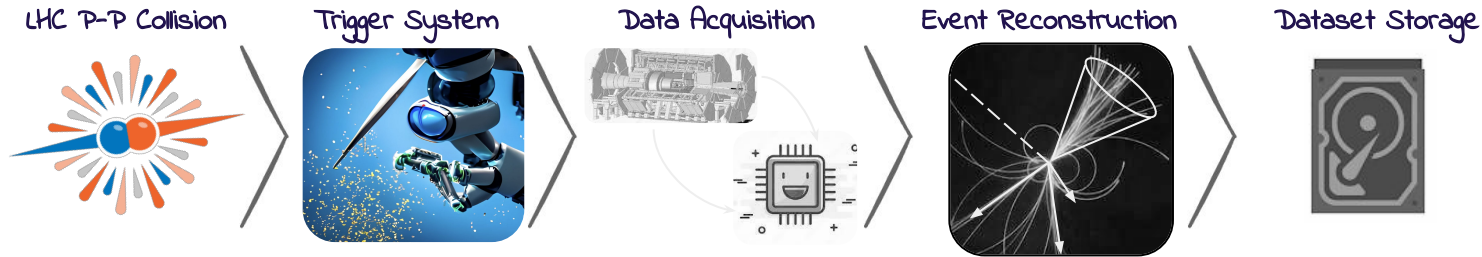 LHC P-P Collision
Trigger System
Data Acquisition
Event Reconstruction
Dataset Storage